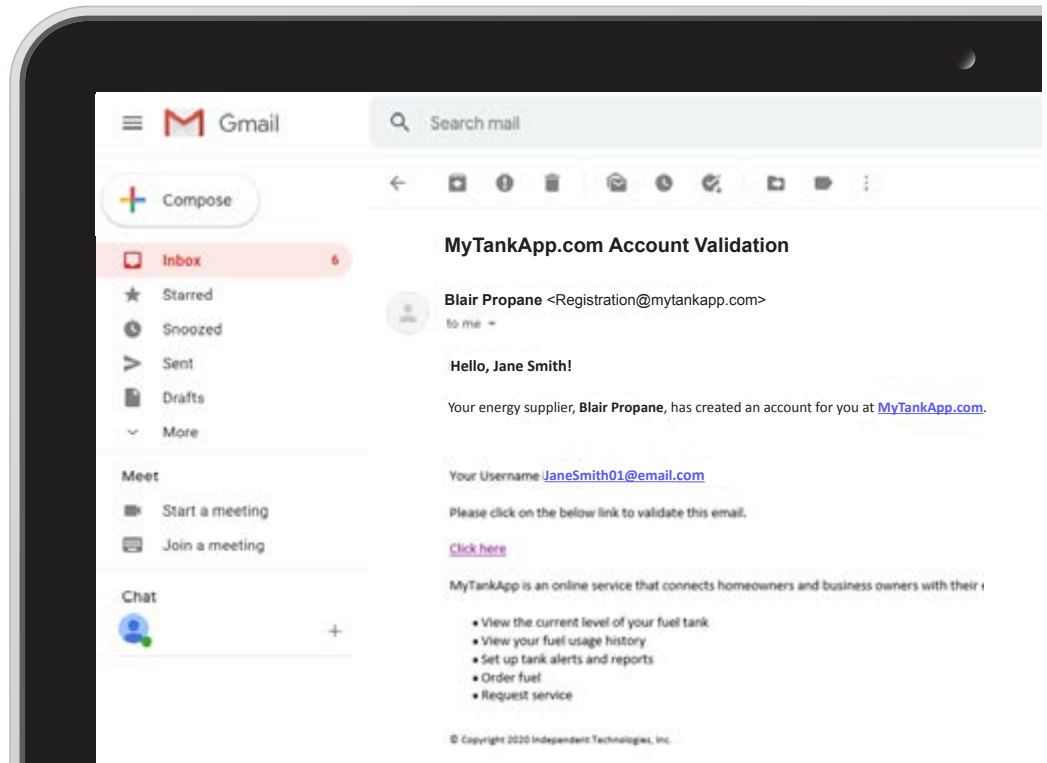 Gmail
Search mail
Compose
Inbox 6
Starred
Snoozed
Sent
Drafts
More
Meet
Start a meeting
Join a meeting
Chat
MyTankApp.com Account Validation
Blair Propane <Registration@mytankapp.com>
to me
Hello, Jane Smith!
Your energy supplier, Blair Propane, has created an account for you at MyTankApp.com.
Your Username JaneSmith01@email.com
Please click on the below link to validate this email.
Click here
MyTankApp is an online service that connects homeowners and business owners with their
• View the current level of your fuel tank
• View your fuel usage history
• Set up tank alerts and reports
• Order fuel
• Request service
© Copyright 2020 Independent Technologies, Inc.